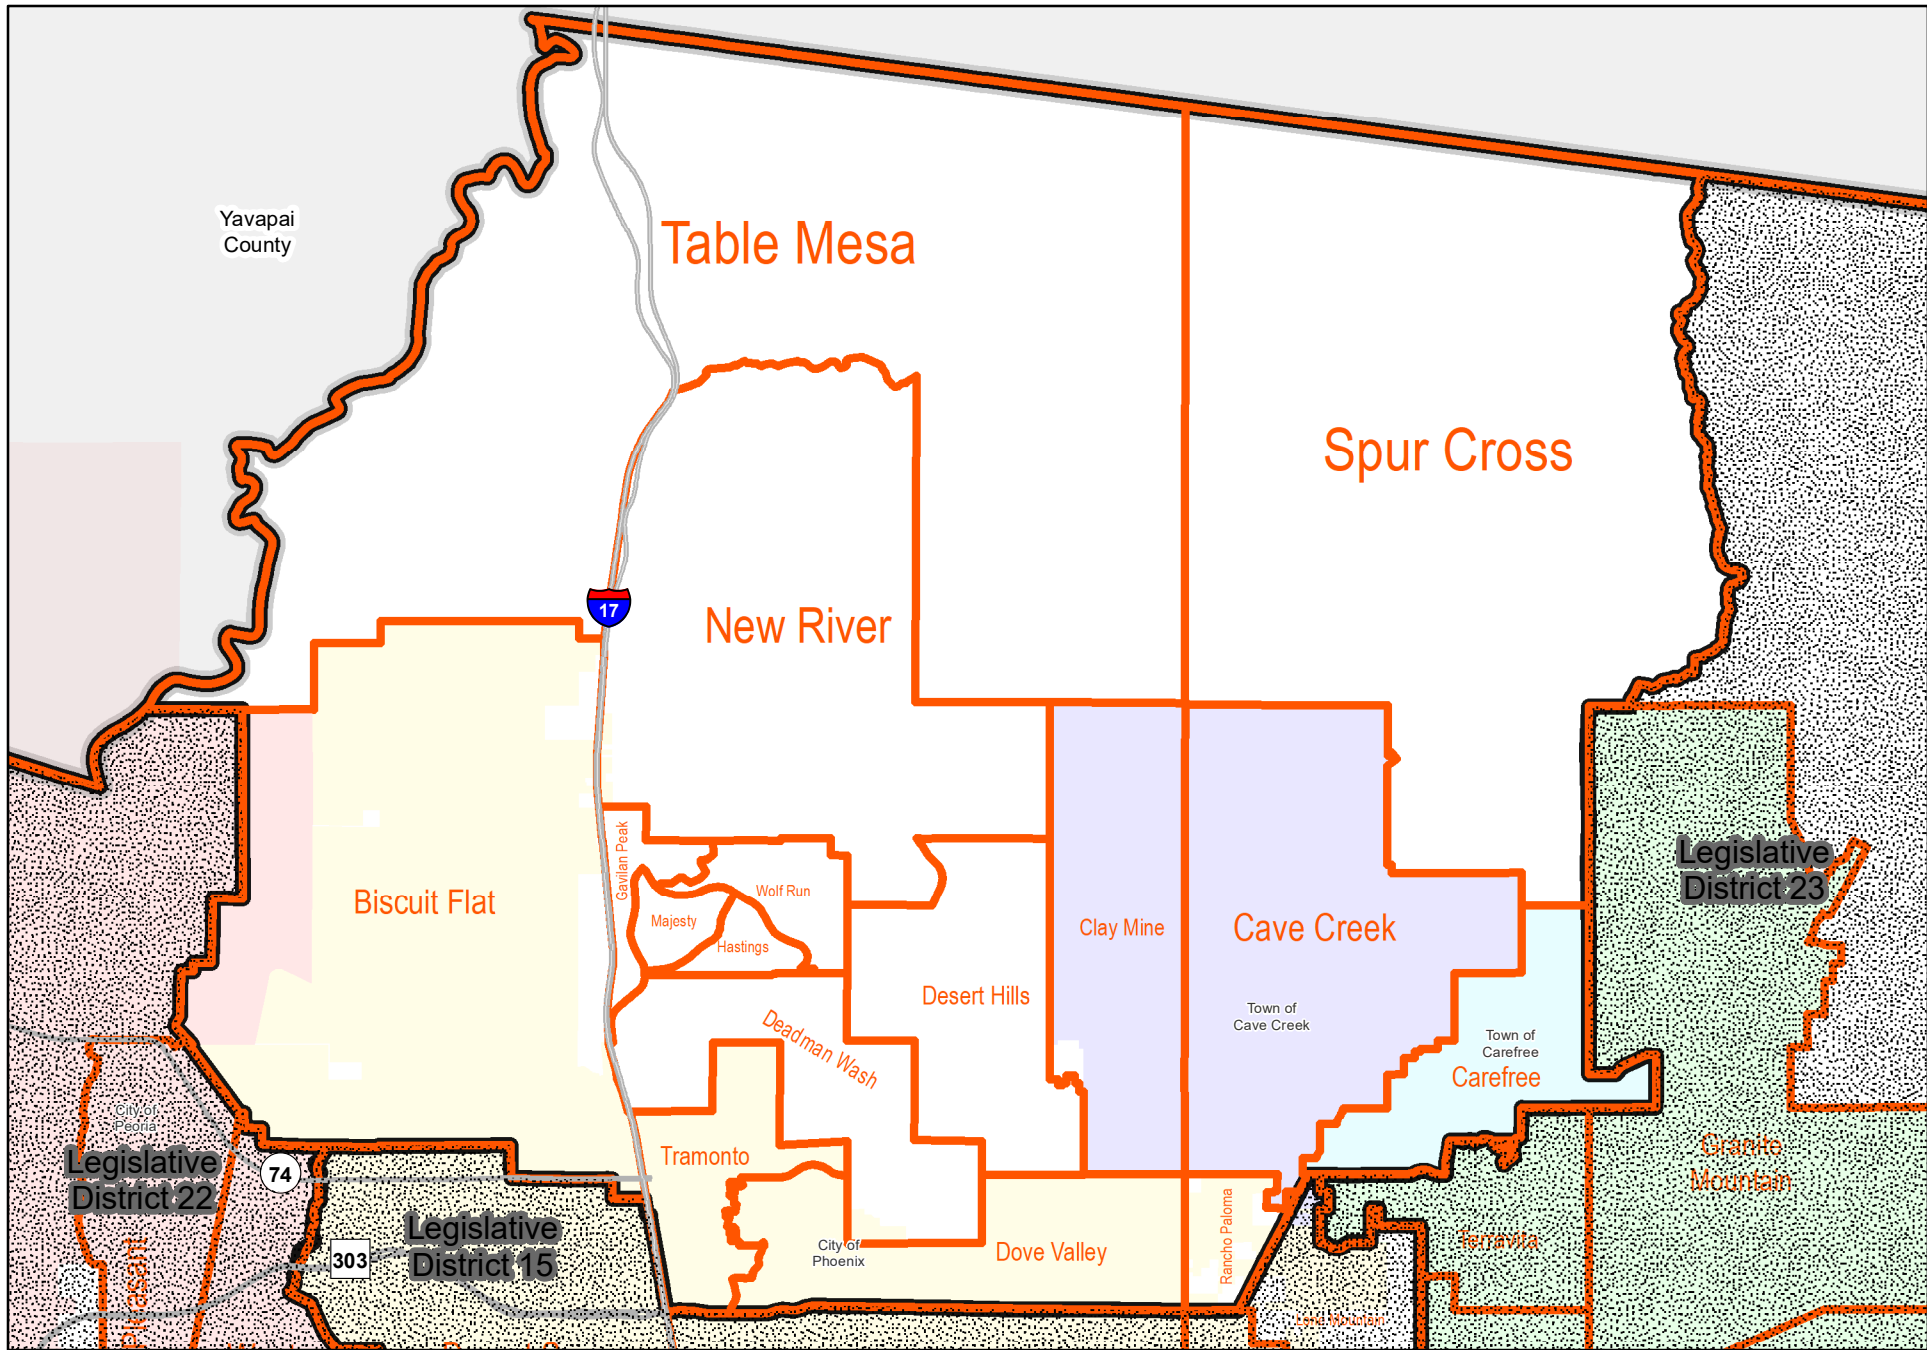 Yavapai
County
Table Mesa
Spur Cross
17
New River
Gavilan Peak
Wolf Run
Majesty
Hastings
Biscuit Flat
Clay Mine
Cave Creek
Legislative
District 23
Desert Hills
Town of
Cave Creek
Deadman Wash
Town of
Carefree
Carefree
City of
Peoria
Legislative
District 22
74
Tramonto
Granite
Mountain
Legislative
District 15
303
City of
Phoenix
Dove Valley
Rancho Paloma
Terravita
Lone Mountain
Pleasant